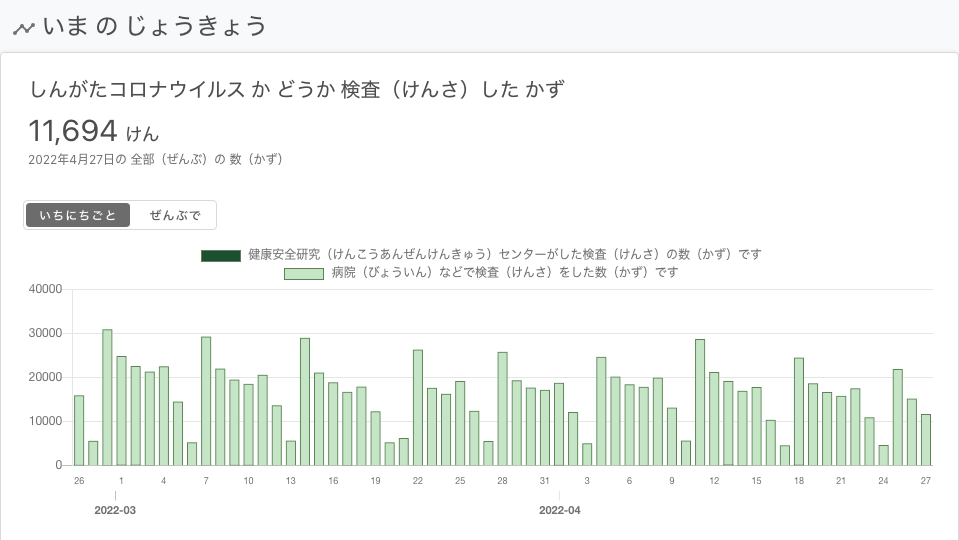 いま の じょうきょう
しんがたコロナウイルス か どうか 検査（けんさ）した かず
11,694 けん
2022年4月27日の 全部（ぜんぶ）の 数（かず）
いちにちごと ぜんぶで
健康安全研究（けんこうあんぜんけんきゅう）センターがした検査（けんさ）の数（かず）です
病院（びょういん）などで検査（けんさ）をした数（かず）です
40000
30000
20000
10000
0
26 1 4 7 10 13 16 19 22 25 28 31 3 6 9 12 15 18 21 24 27
2022-03 2022-04